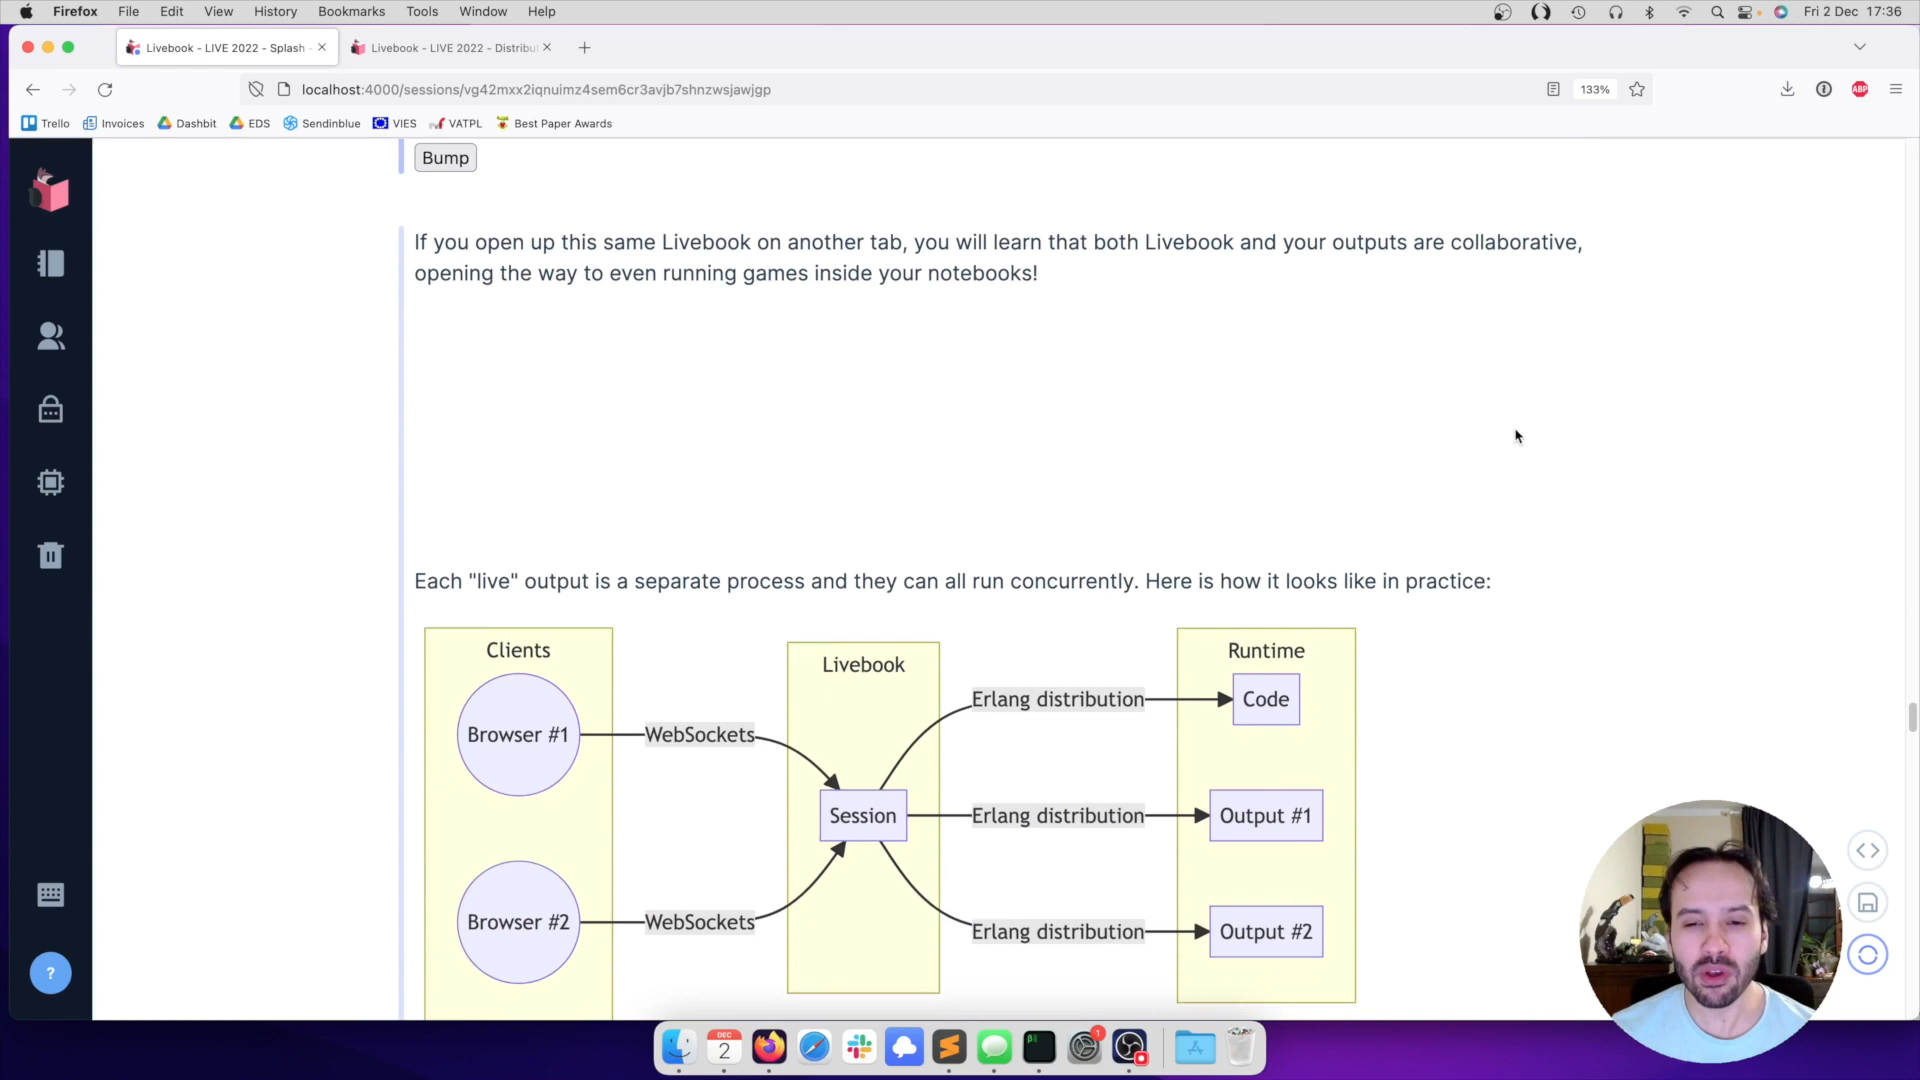 Firefox File Edit View History Bookmarks Tools Window Help Fri 2 Dec 17:36
Livebook - LIVE 2022 - Splash - Livebook - LIVE 2022 - Distribu
localhost:4000/sessions/vg42mxx2iqnuimz4sem6cr3avjb7shnzwsjawjgp 133% ABP
Trello Invoices Dashbit EDS Sendinblue VIES VATPL Best Paper Awards
Bump
If you open up this same Livebook on another tab, you will learn that both Livebook and your outputs are collaborative,
opening the way to even running games inside your notebooks!
Each "live" output is a separate process and they can all run concurrently. Here is how it looks like in practice:
Clients
Livebook
Runtime
Browser #1
WebSockets
Erlang distribution
Code
Session
Erlang distribution
Output #1
Browser #2
WebSockets
Erlang distribution
Output #2
?
DEC
2
1